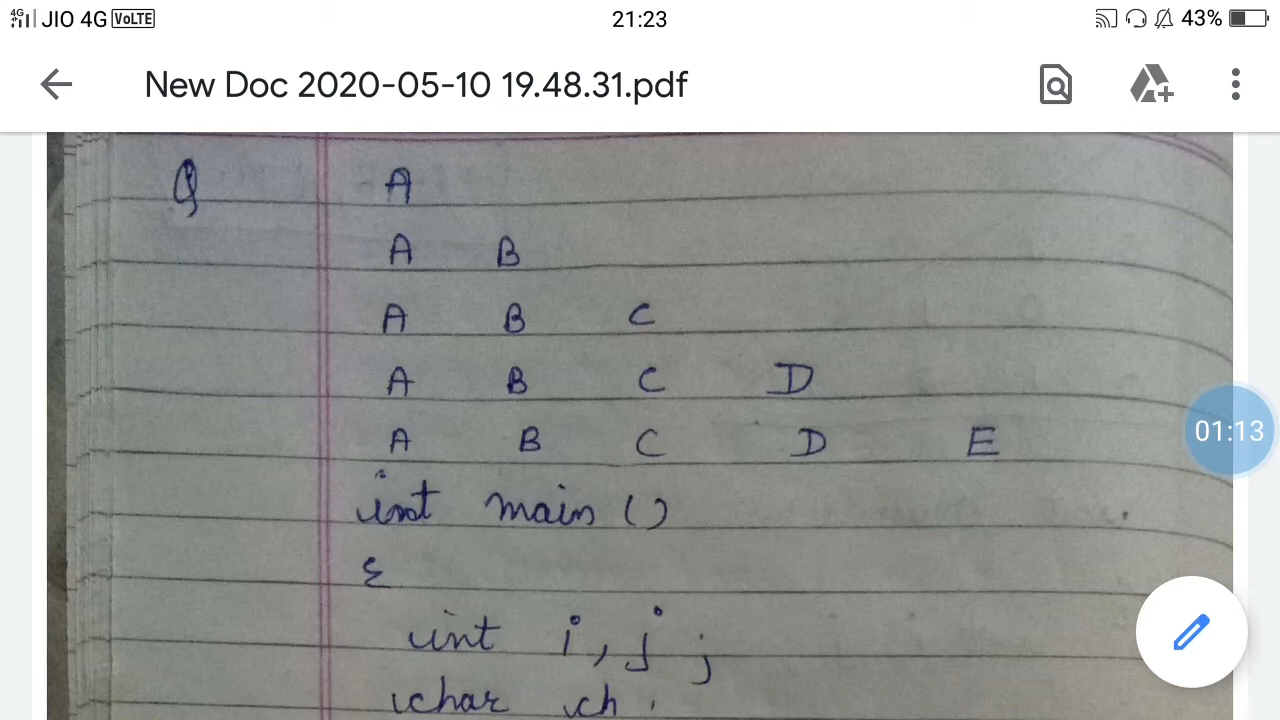 4G JIO 4G VoLTE 21:23 43%
New Doc 2020-05-10 19.48.31.pdf
Q A
A B
A B C
A B C D
A B C D E
01:13
int main ()
{
int i, j ;
char ch ;